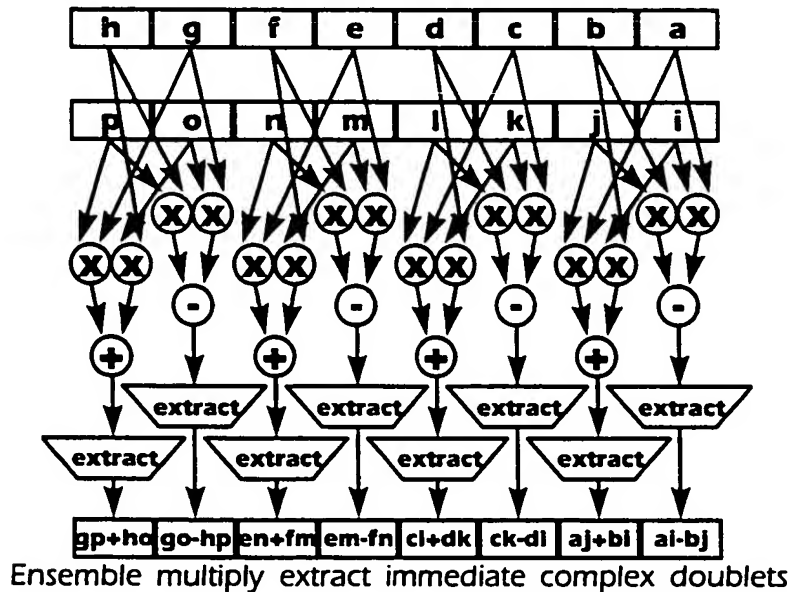 h g f e d c b a
p o n m l k j i
x x x x x x x x
x x x x x x x x
- - - -
+ + + +
extract extract extract extract
extract extract extract extract
gp+ho go-hp en+fm em-fn cl+dk ck-dl aj+bi ai-bj
Ensemble multiply extract immediate complex doublets